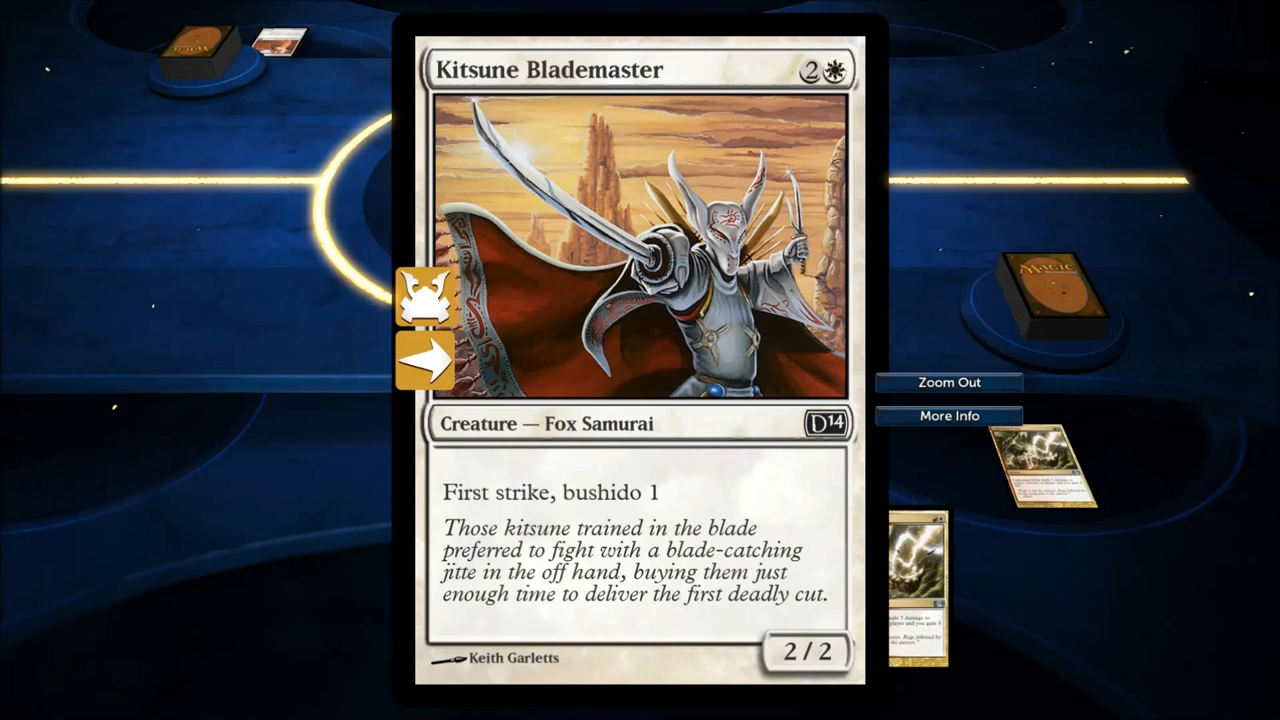 Kitsune Blademaster
2
Creature — Fox Samurai
D14
First strike, bushido 1
Those kitsune trained in the blade
preferred to fight with a blade-catching
jitte in the off hand, buying them just
enough time to deliver the first deadly cut.
Keith Garletts
2 / 2
MAGIC
Zoom Out
More Info